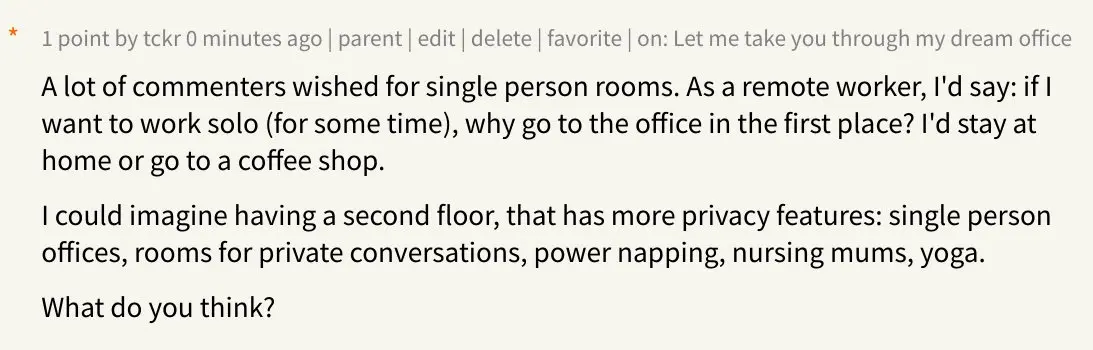 * 1 point by tckr 0 minutes ago | parent | edit | delete | favorite | on: Let me take you through my dream office
A lot of commenters wished for single person rooms. As a remote worker, I'd say: if I
want to work solo (for some time), why go to the office in the first place? I'd stay at
home or go to a coffee shop.
I could imagine having a second floor, that has more privacy features: single person
offices, rooms for private conversations, power napping, nursing mums, yoga.
What do you think?